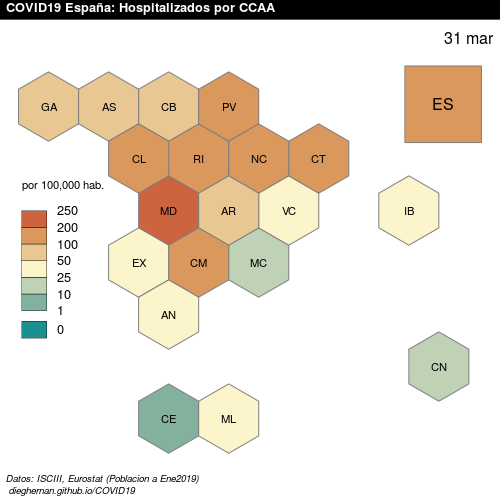 COVID19 España: Hospitalizados por CCAA
31 mar
ES
GA AS CB PV
CL RI NC CT
MD AR VC IB
EX CM MC
AN
CN
CE ML
por 100,000 hab.
250
200
100
50
25
10
1
0
Datos: ISCIII, Eurostat (Poblacion a Ene2019)
dieghernan.github.io/COVID19